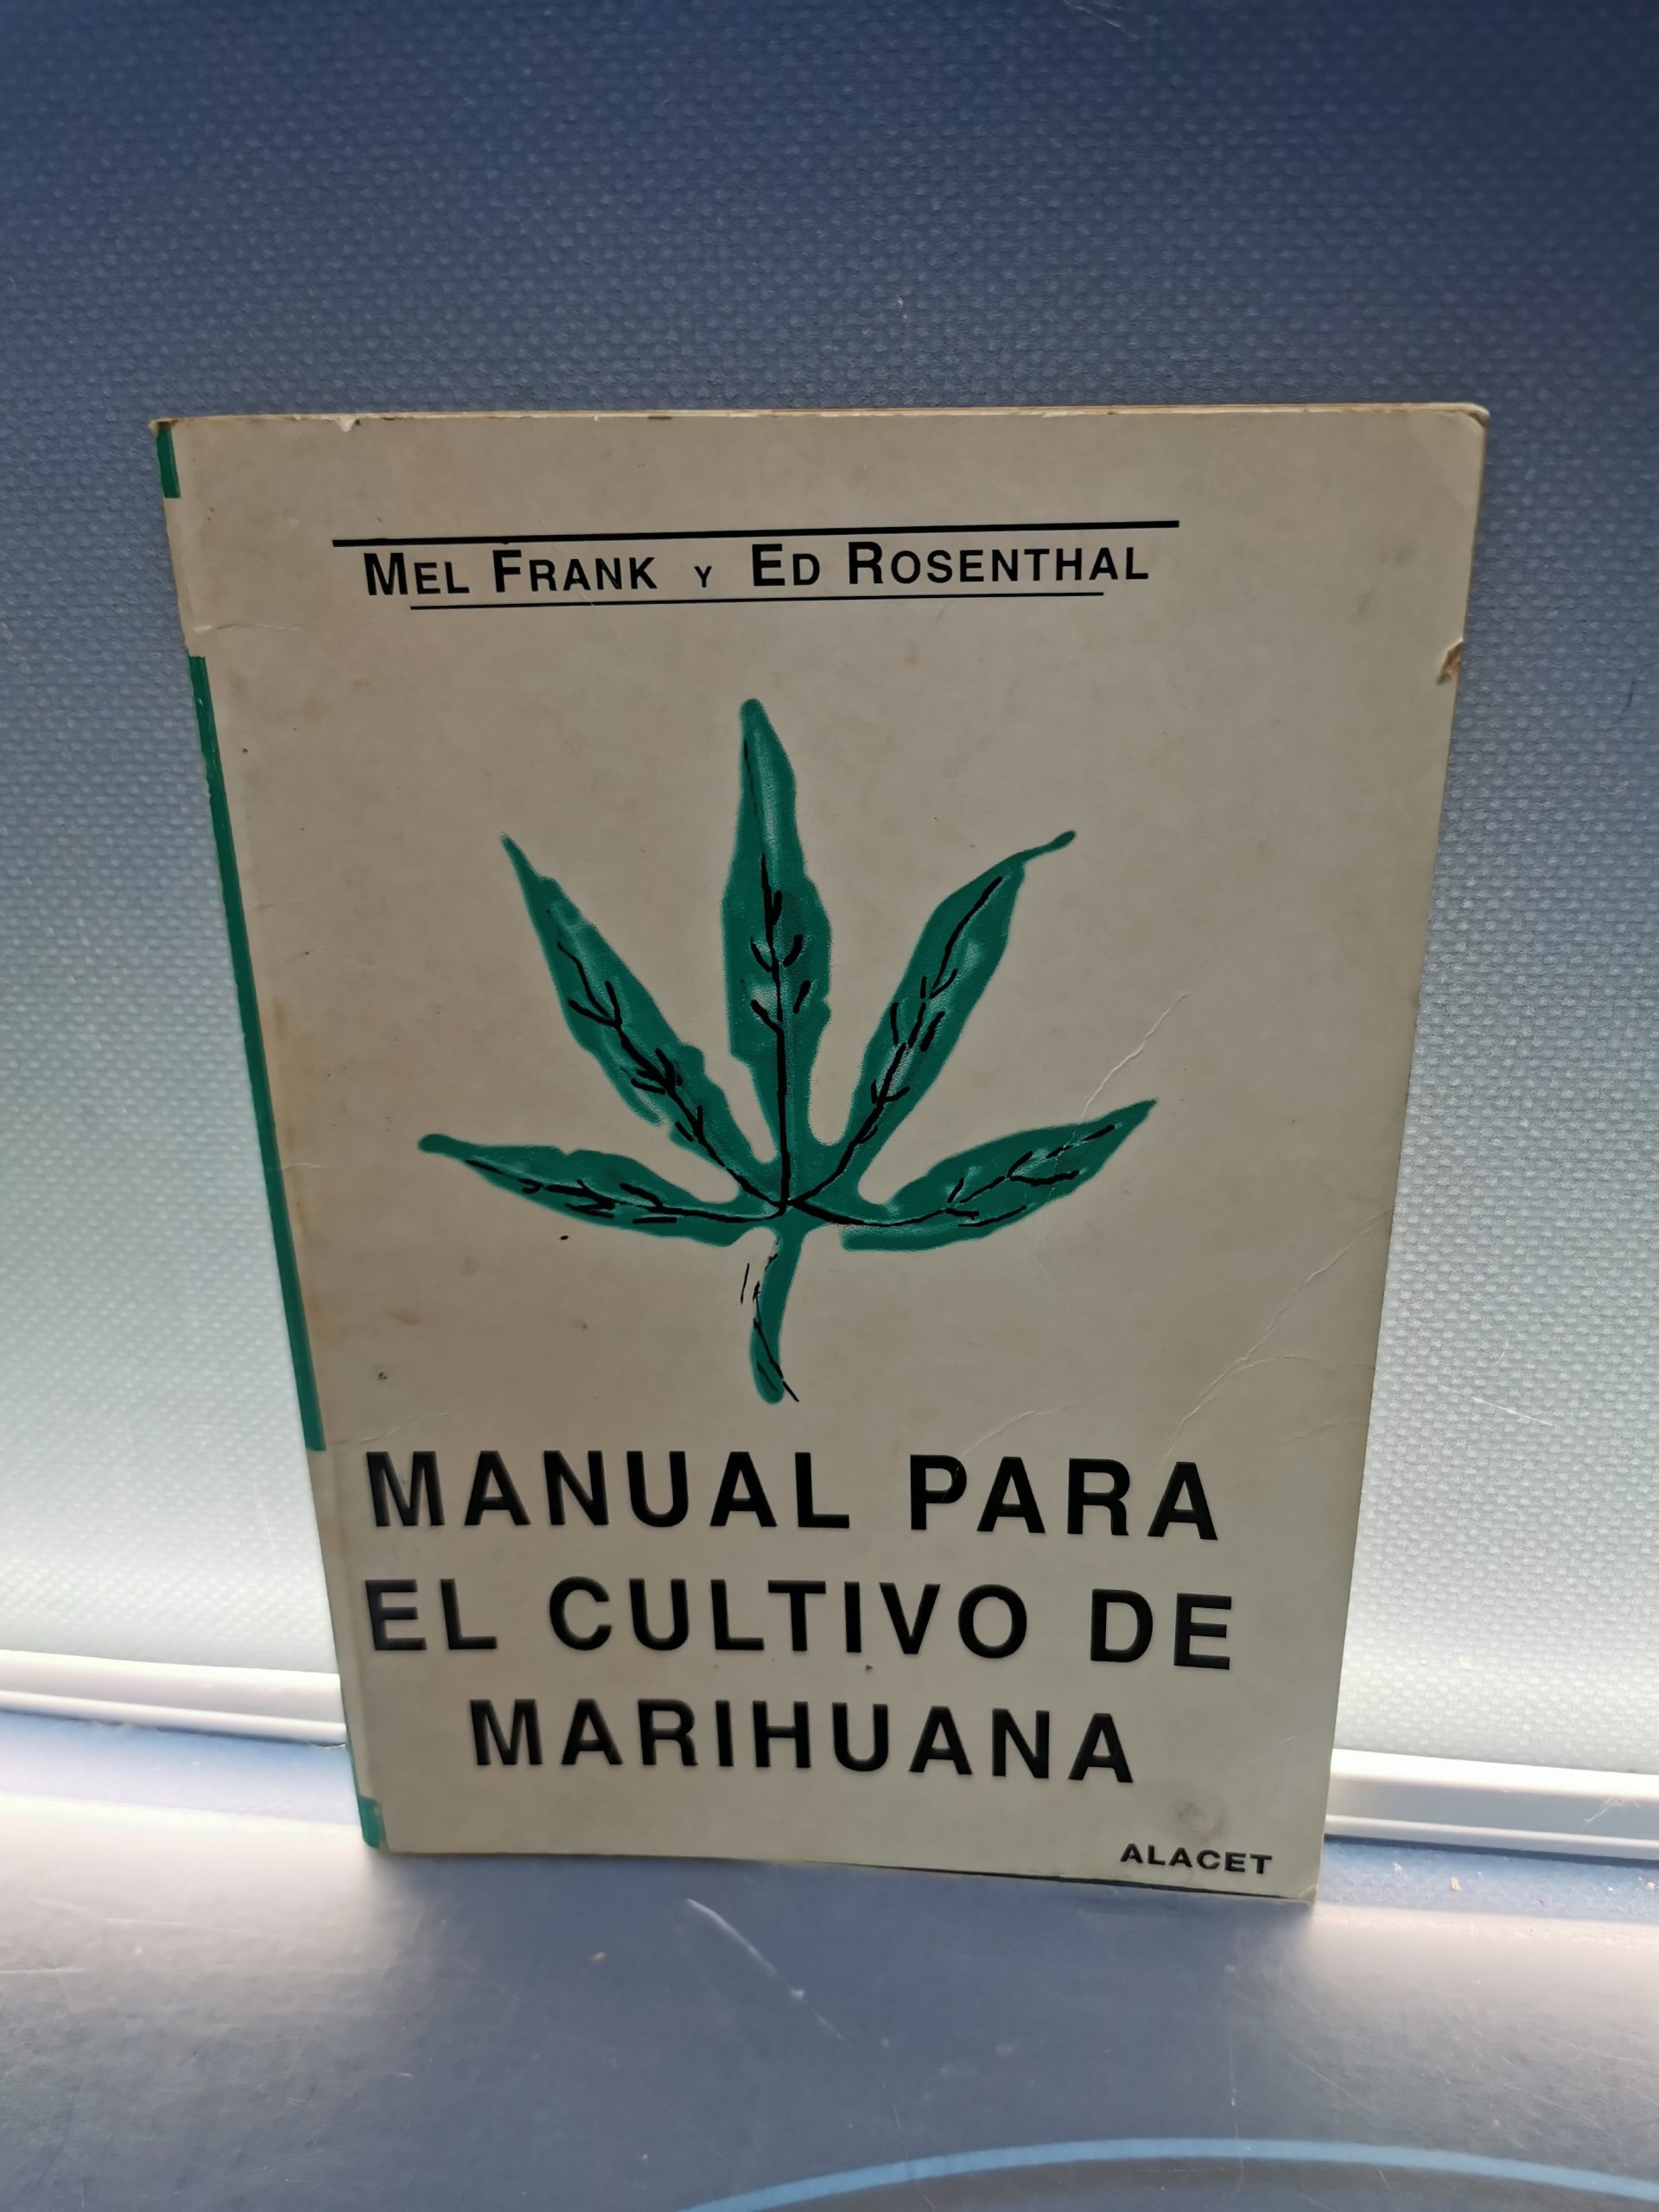 MEL FRANK Y ED ROSENTHAL
MANUAL PARA
EL CULTIVO DE
MARIHUANA
ALACET